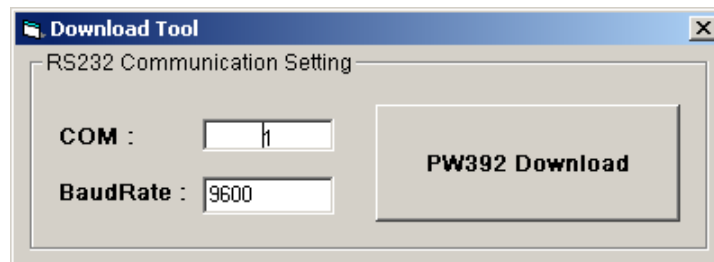 Download Tool
RS232 Communication Setting
COM : 1
PW392 Download
BaudRate : 9600